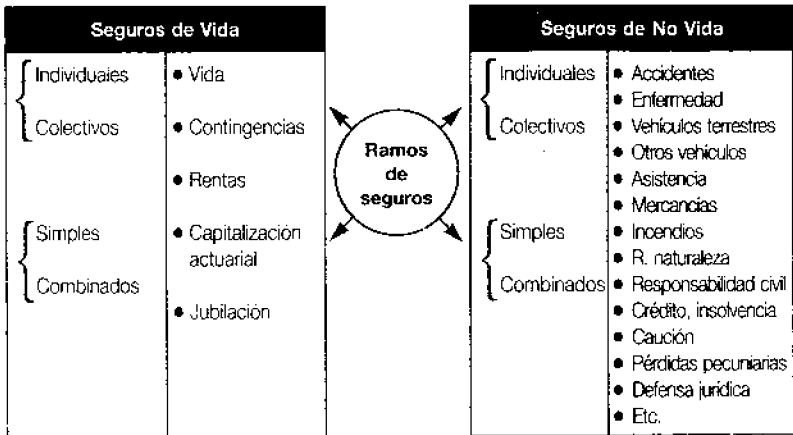 Seguros de Vida
Individuales
Colectivos
Simples
Combinados
• Vida
• Contingencias
• Rentas
• Capitalización
actuarial
• Jubilación
Ramos
de
seguros
Seguros de No Vida
Individuales
Colectivos
Simples
Combinados
• Accidentes
• Enfermedad
• Vehículos terrestres
• Otros vehículos
• Asistencia
• Mercancias
• Incendios
• R. naturaleza
• Responsabilidad civil
• Crédito, insolvencia
• Caución
• Pérdidas pecuniarias
• Defensa jurídica
• Etc.